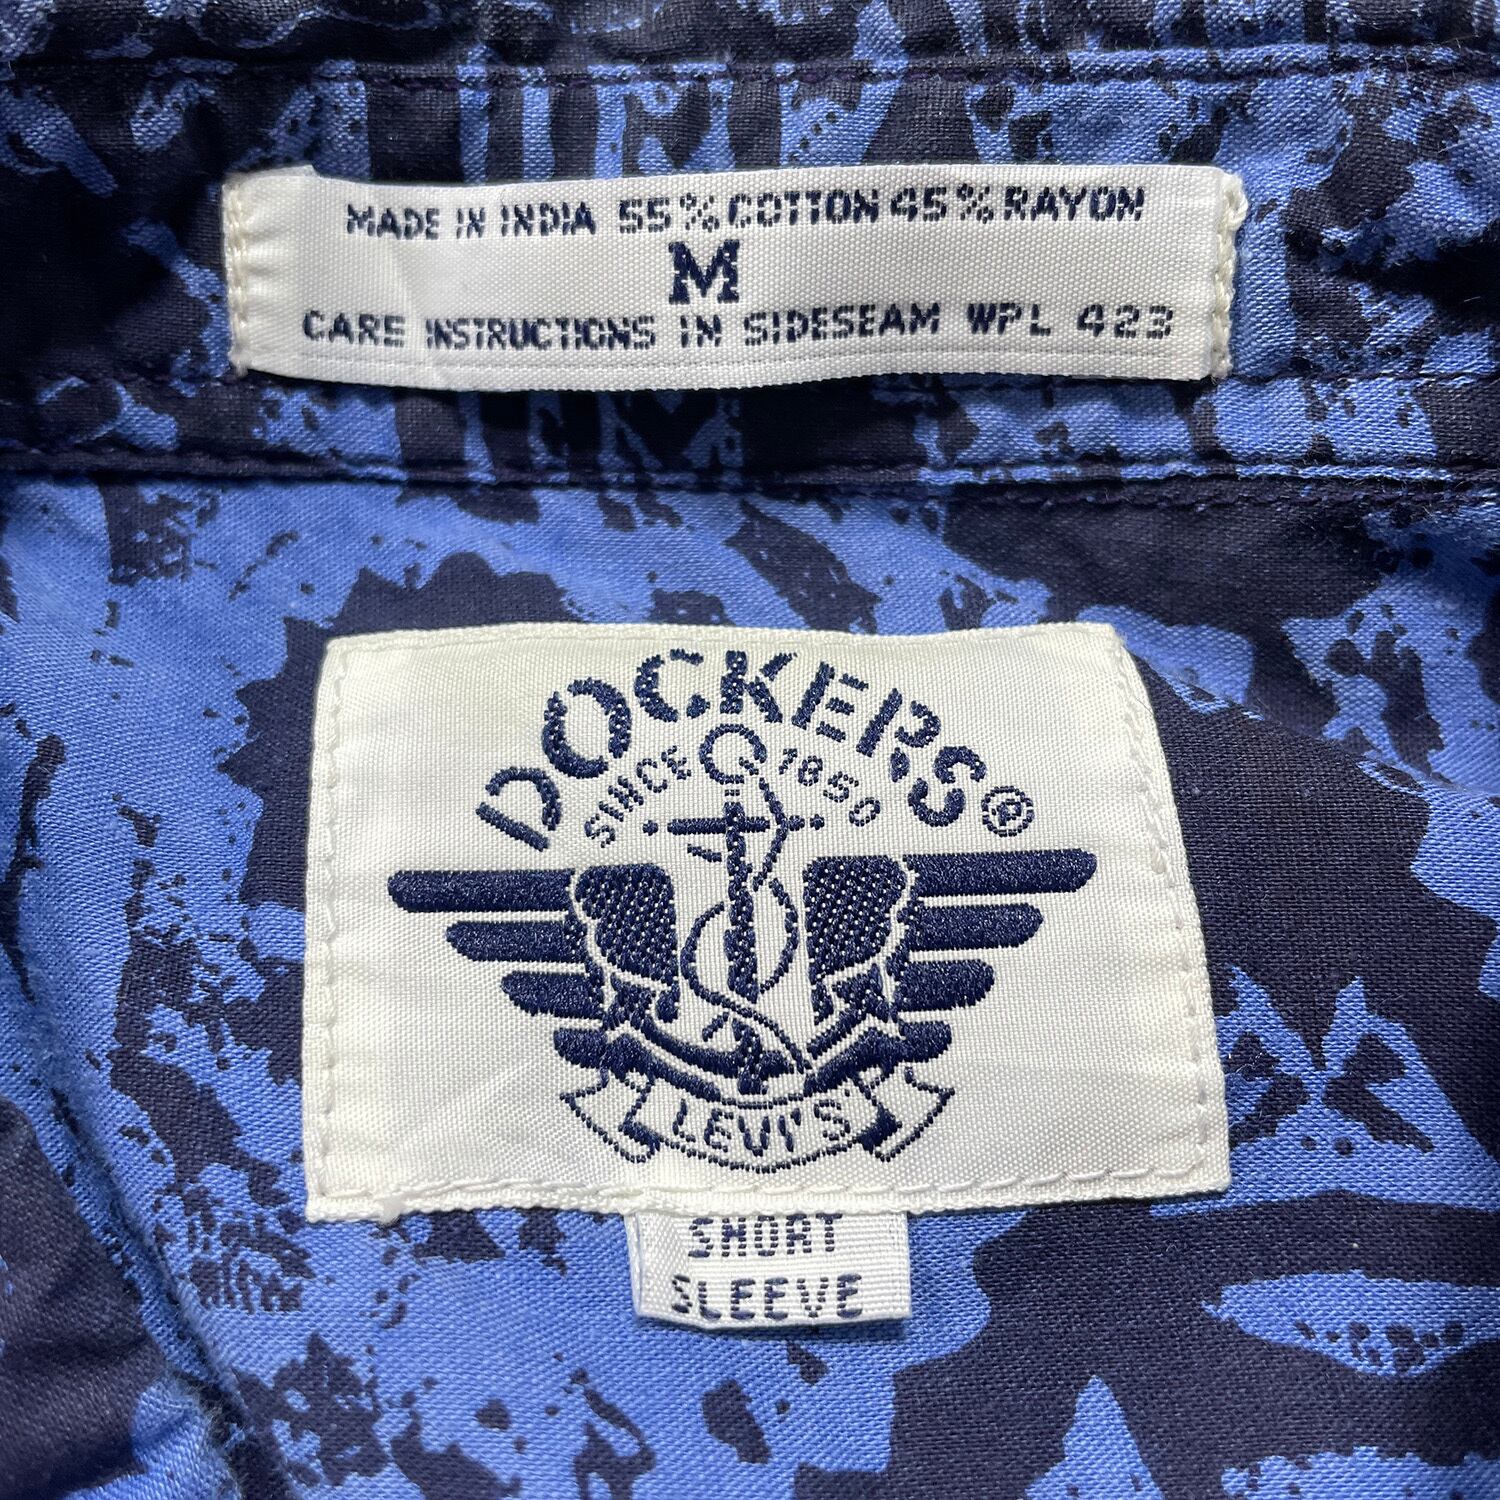 MADE IN INDIA 55% COTTON 45% RAYON
M
CARE INSTRUCTIONS IN SIDESEAM WPL 423
DOCKERS®
SINCE 1850
LEVI'S
SHORT
SLEEVE